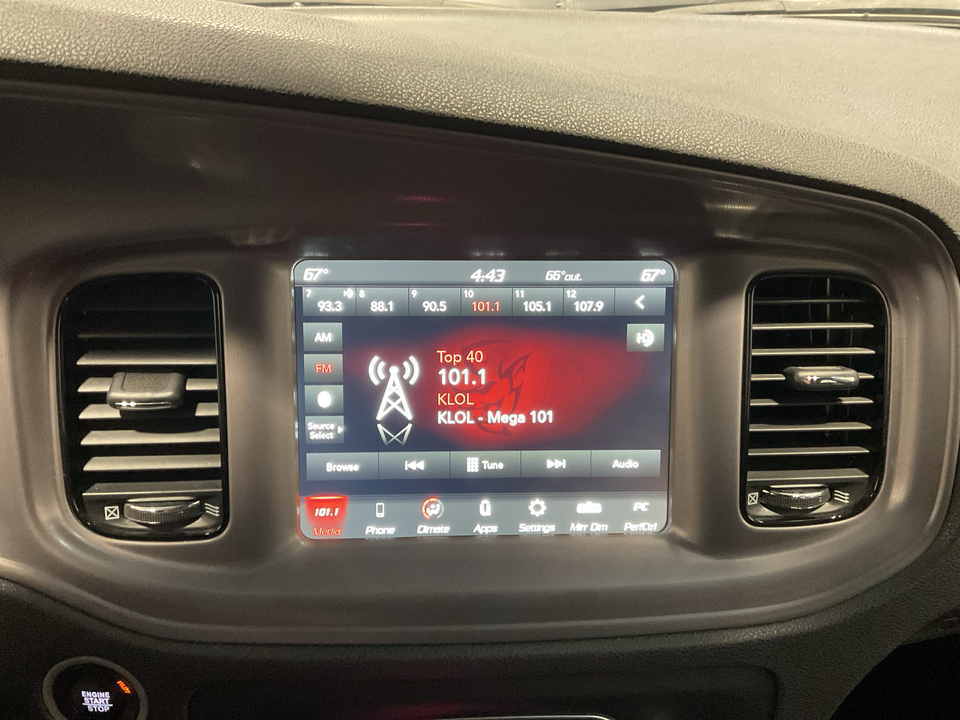 67° 4:43 66°out. 67°
7 8 9 10 11 12
93.3 88.1 90.5 101.1 105.1 107.9
AM
FM
Source
Select
Top 40
101.1
KLOL
KLOL - Mega 101
Browse Tune Audio
101.1 PC
Media Phone Climate Apps Settings Mirr Dim PerfCtrl
ENGINE
START
STOP